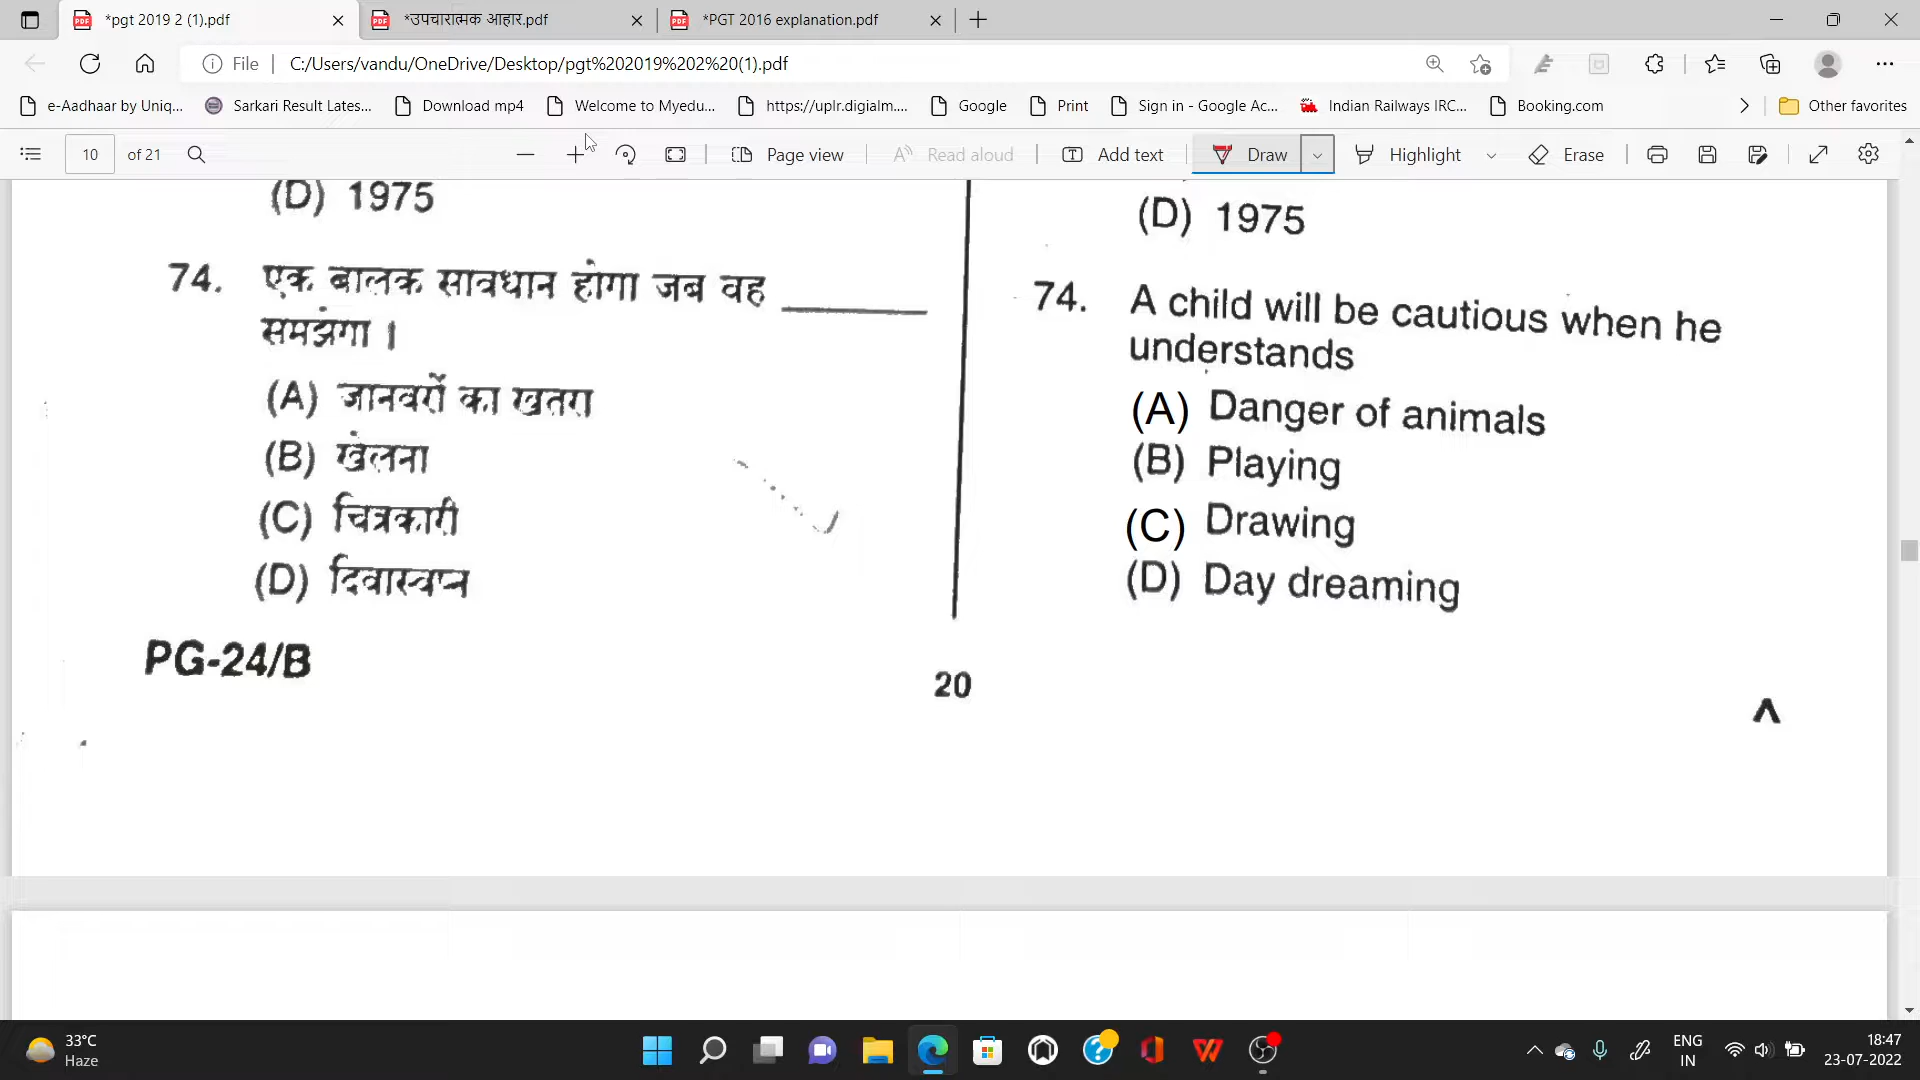 *pgt 2019 2 (1).pdf
*उपचारात्मक आहार.pdf
*PGT 2016 explanation.pdf
File
C:/Users/vandu/OneDrive/Desktop/pgt%202019%202%20(1).pdf
e-Aadhaar by Uniq...
Sarkari Result Lates...
Download mp4
Welcome to Myedu...
https://uplr.digialm....
Google
Print
Sign in - Google Ac...
Indian Railways IRC...
Booking.com
Other favorites
10 of 21
Page view
Read aloud
Add text
Draw
Highlight
Erase
(D) 1975
74. एक बालक सावधान होगा जब वह ______
समझेगा ।
(A) जानवरों का खतरा
(B) खेलना
(C) चित्रकारी
(D) दिवास्वप्न
PG-24/B
(D) 1975
74. A child will be cautious when he
understands
(A) Danger of animals
(B) Playing
(C) Drawing
(D) Day dreaming
20
33°C
Haze
ENG
IN
18:47
23-07-2022